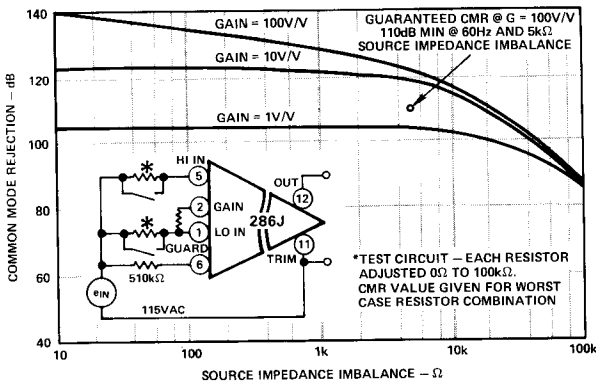 140
120
100
80
60
40
COMMON MODE REJECTION – dB
GAIN = 100V/V
GAIN = 10V/V
GAIN = 1V/V
GUARANTEED CMR @ G = 100V/V
110dB MIN @ 60Hz AND 5kΩ
SOURCE IMPEDANCE IMBALANCE
*
HI IN
5
2
GAIN
*
1
LO IN
GUARD
6
510kΩ
eIN
115VAC
286J
OUT
12
11
TRIM
*TEST CIRCUIT – EACH RESISTOR
ADJUSTED 0Ω TO 100kΩ.
CMR VALUE GIVEN FOR WORST
CASE RESISTOR COMBINATION
10
100
1k
10k
100k
SOURCE IMPEDANCE IMBALANCE – Ω